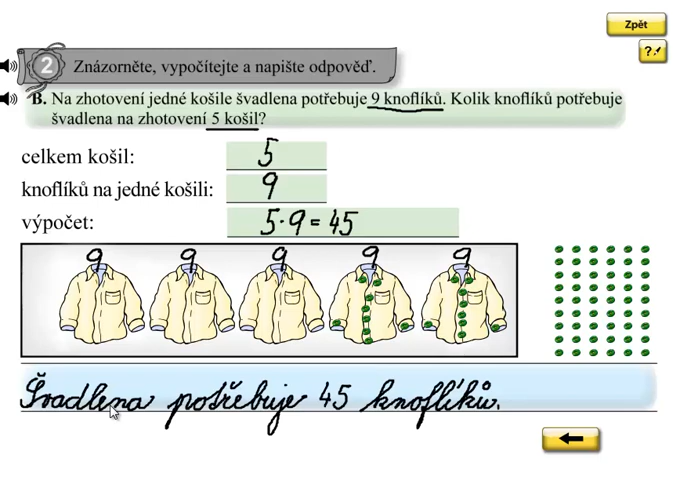 Zpět
?
2 Znázorněte, vypočítejte a napište odpověď.
B. Na zhotovení jedné košile švadlena potřebuje 9 knoflíků. Kolik knoflíků potřebuje
švadlena na zhotovení 5 košil?
celkem košil: 5
knoflíků na jedné košili: 9
výpočet: 5·9=45
9 9 9 9 9
Švadlena potřebuje 45 knoflíků.